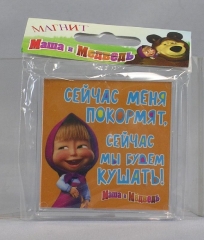 МАГНИТ
Маша и Медведь
СЕЙЧАС МЕНЯ
ПОКОРМЯТ,
СЕЙЧАС
МЫ БУДЕМ
КУШАТЬ!
Маша и Медведь